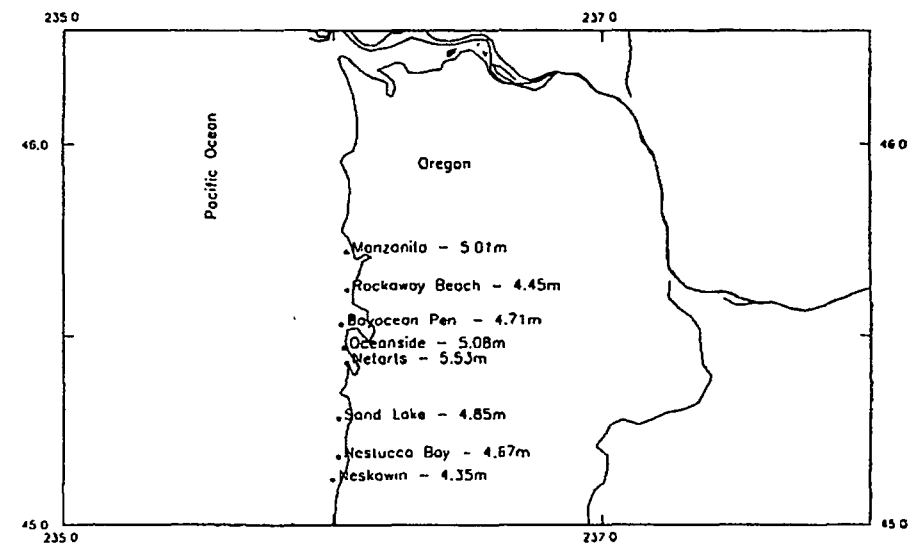 235 0
237.0
46.0
46 0
Pacific Ocean
Oregon
Manzanita - 5 01m
Rockaway Beach - 4.45m
Bayocean Pen - 4.71m
Oceanside - 5.08m
Netarts - 5.53m
Sand Lake - 4.85m
Nestucca Bay - 4.67m
Neskowin - 4.35m
45.0
45 0
235 0
237.0